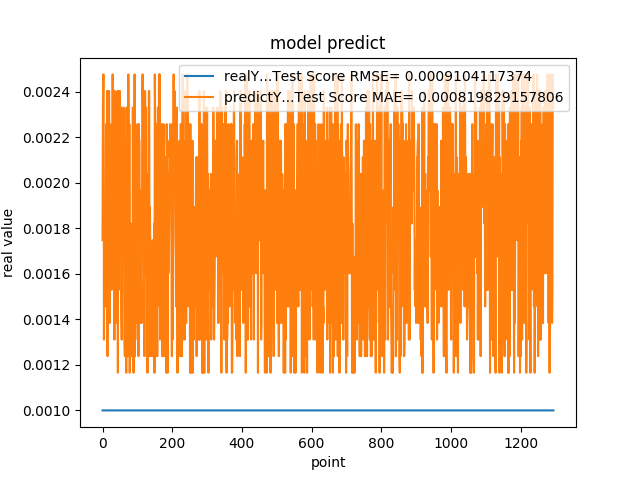 model predict
realY...Test Score RMSE= 0.0009104117374
predictY...Test Score MAE= 0.000819829157806
0.0024
0.0022
0.0020
0.0018
0.0016
0.0014
0.0012
0.0010
real value
0 200 400 600 800 1000 1200
point